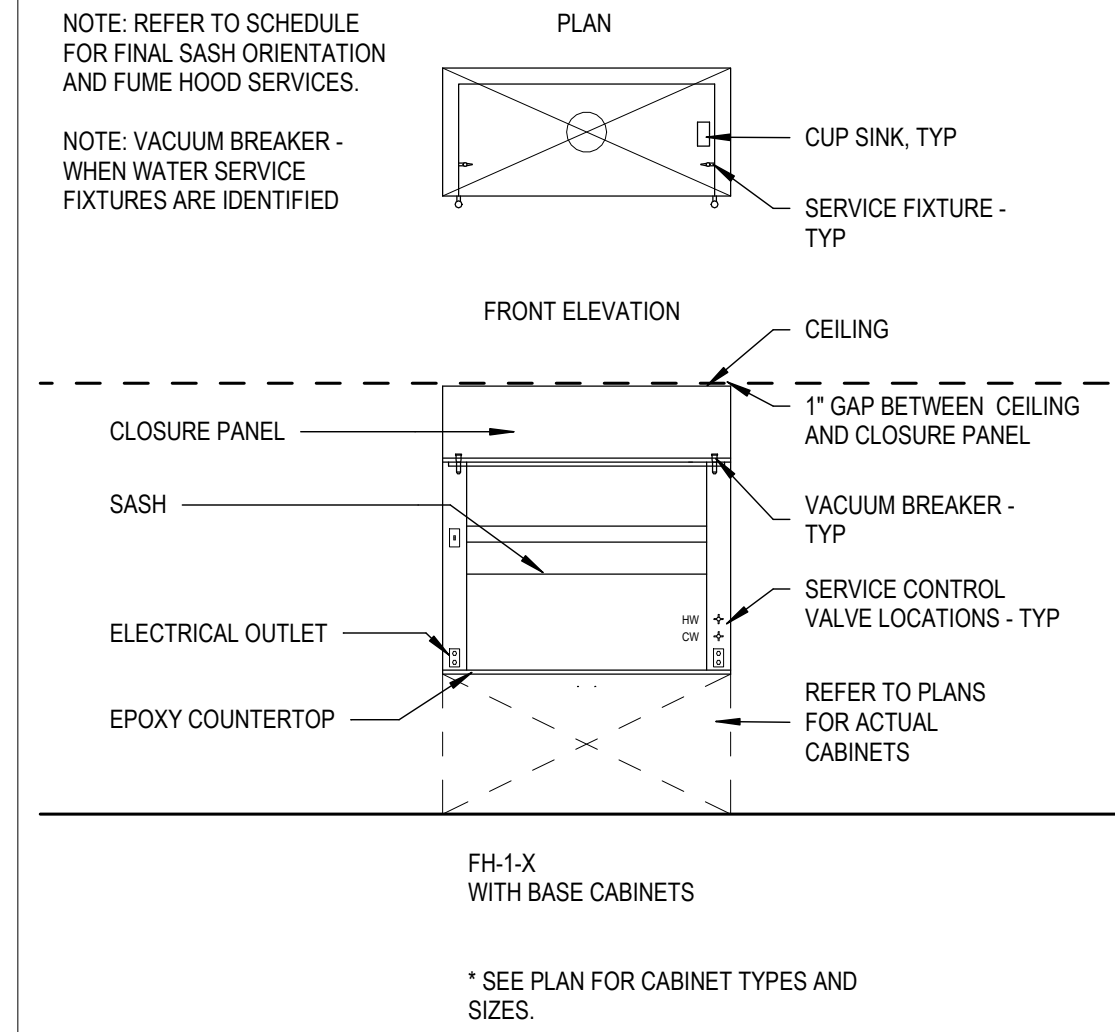 NOTE: REFER TO SCHEDULE
FOR FINAL SASH ORIENTATION
AND FUME HOOD SERVICES.
NOTE: VACUUM BREAKER -
WHEN WATER SERVICE
FIXTURES ARE IDENTIFIED
PLAN
CUP SINK, TYP
SERVICE FIXTURE -
TYP
FRONT ELEVATION
CEILING
1" GAP BETWEEN CEILING
AND CLOSURE PANEL
CLOSURE PANEL
SASH
VACUUM BREAKER -
TYP
SERVICE CONTROL
VALVE LOCATIONS - TYP
HW
CW
ELECTRICAL OUTLET
EPOXY COUNTERTOP
REFER TO PLANS
FOR ACTUAL
CABINETS
FH-1-X
WITH BASE CABINETS
* SEE PLAN FOR CABINET TYPES AND
SIZES.